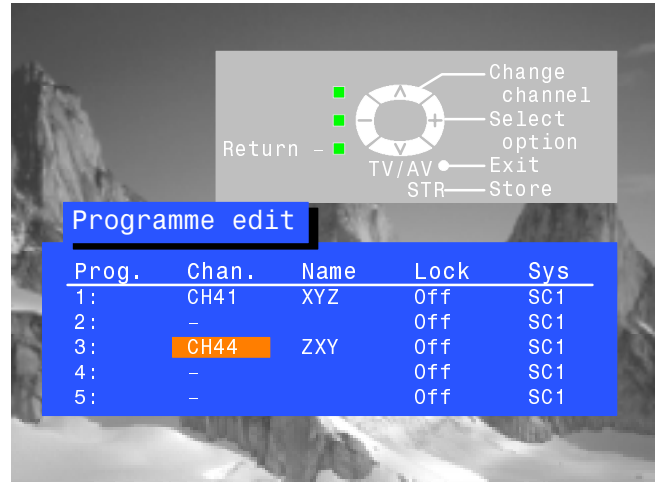 Change
channel
Select
option
Return –
TV/AV
Exit
STR
Store
Programme edit
Prog. Chan. Name Lock Sys
1: CH41 XYZ Off SC1
2: – Off SC1
3: CH44 ZXY Off SC1
4: – Off SC1
5: – Off SC1